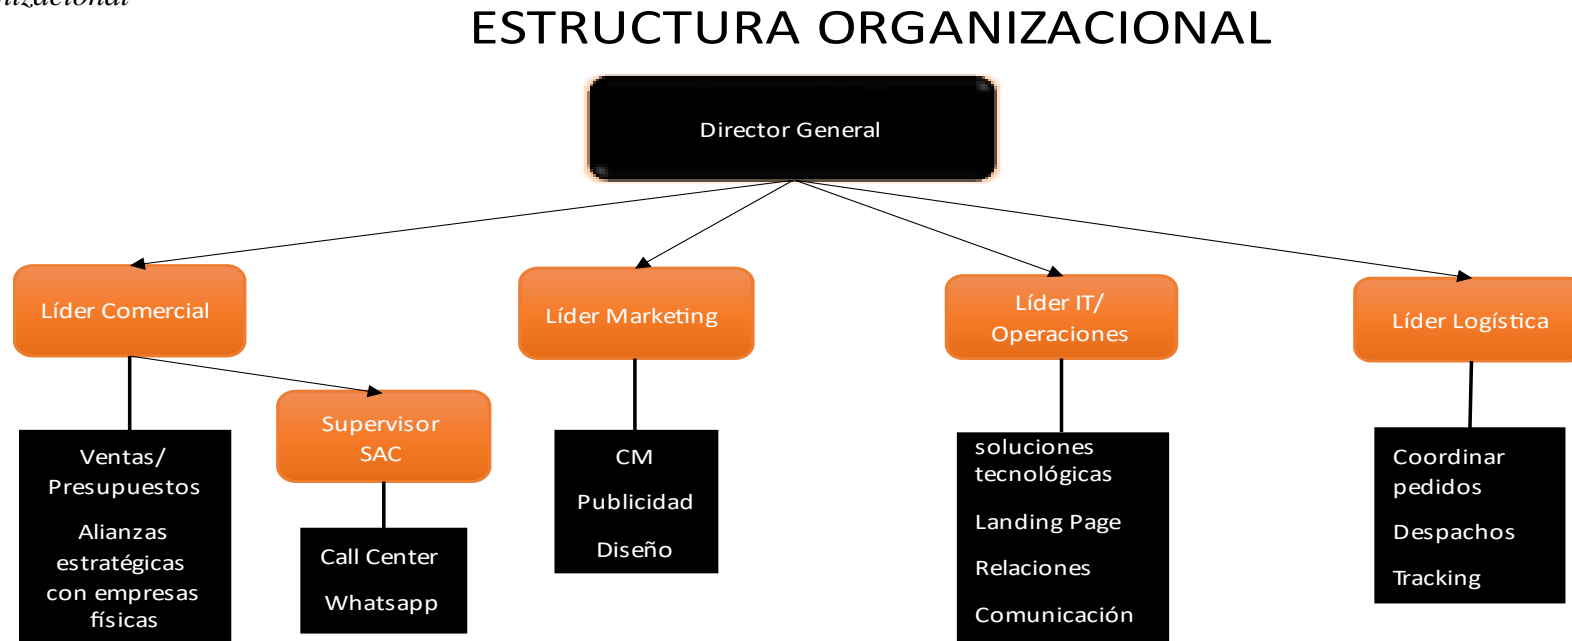 ESTRUCTURA ORGANIZACIONAL
Director General
Líder Comercial
Líder Marketing
Líder IT/
Operaciones
Líder Logística
Supervisor
SAC
Ventas/
Presupuestos
Alianzas
estratégicas
con empresas
físicas
Call Center
Whatsapp
CM
Publicidad
Diseño
soluciones
tecnológicas
Landing Page
Relaciones
Comunicación
Coordinar
pedidos
Despachos
Tracking